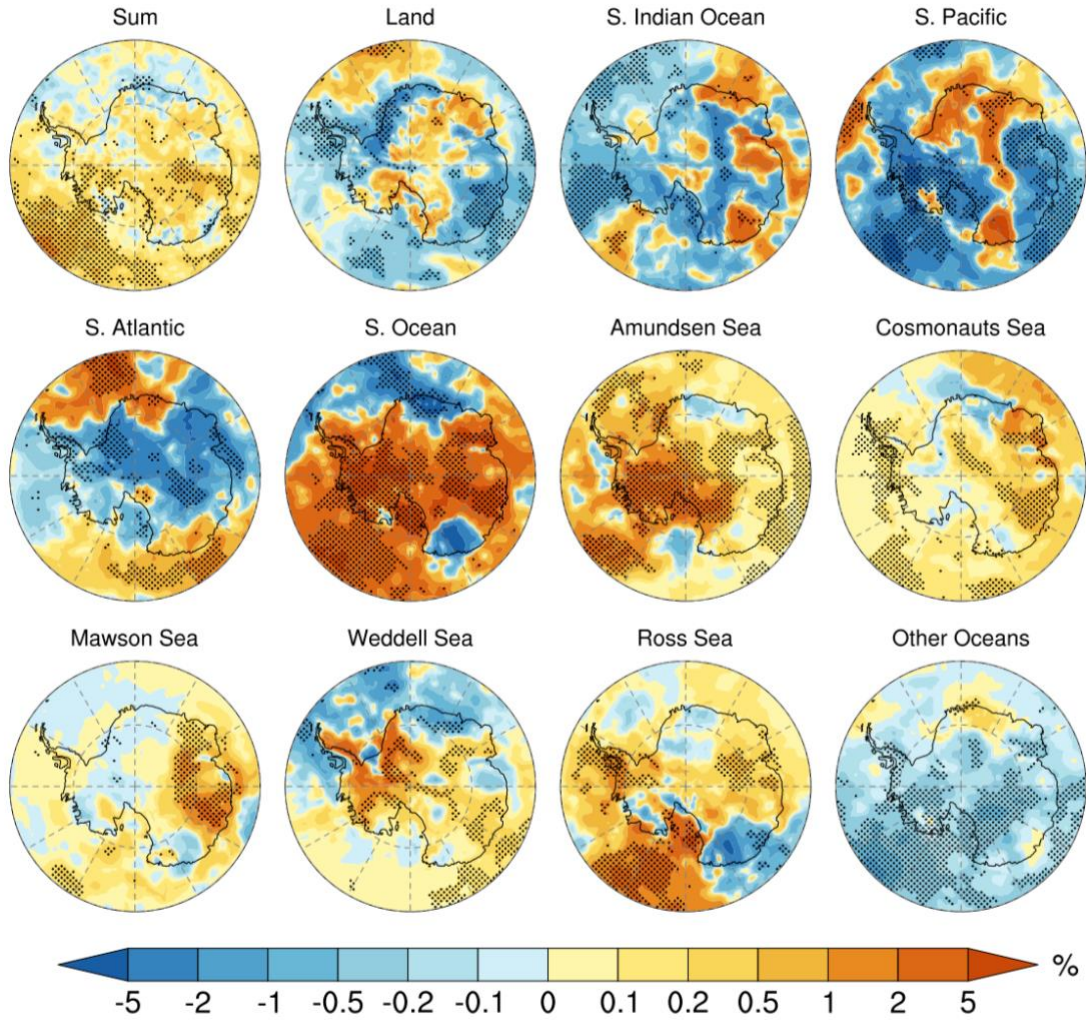 Sum Land S. Indian Ocean S. Pacific
S. Atlantic S. Ocean Amundsen Sea Cosmonauts Sea
Mawson Sea Weddell Sea Ross Sea Other Oceans
%
-5 -2 -1 -0.5 -0.2 -0.1 0 0.1 0.2 0.5 1 2 5